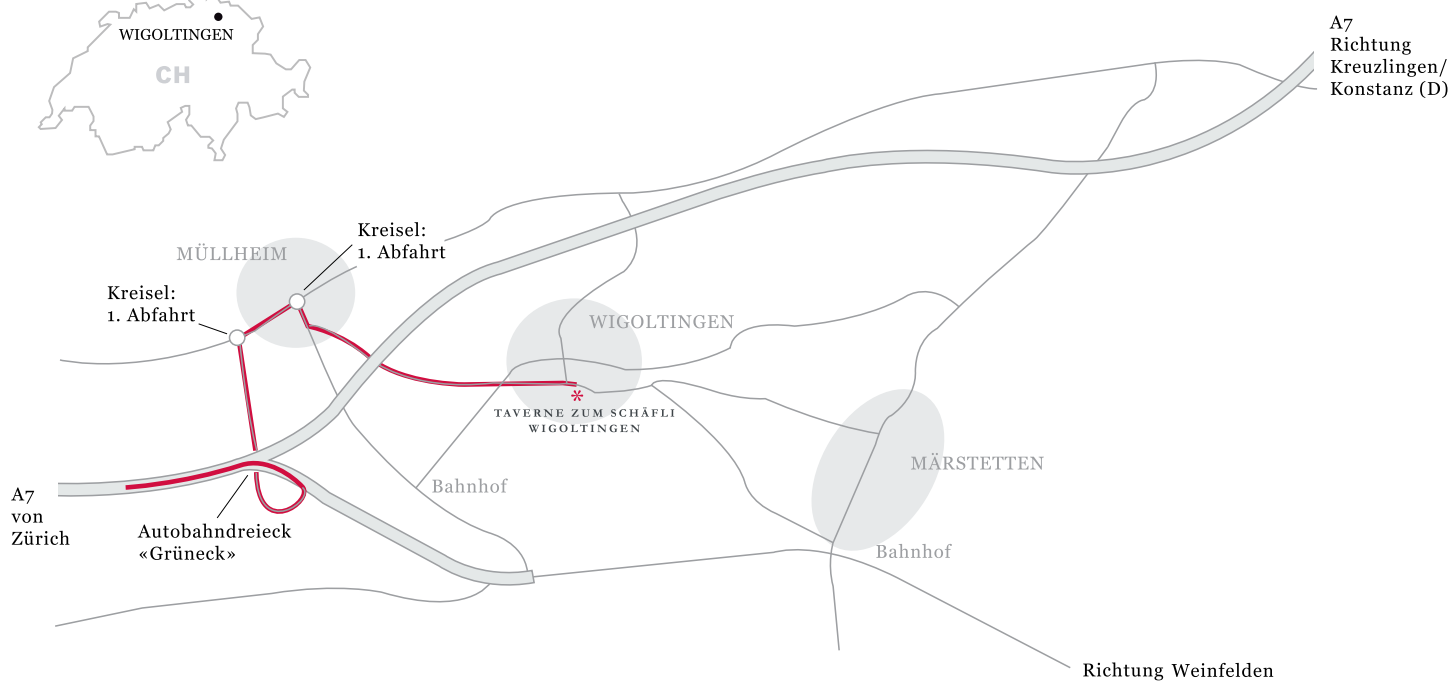 WIGOLTINGEN
CH
A7
Richtung
Kreuzlingen/
Konstanz (D)
MÜLLHEIM
Kreisel:
1. Abfahrt
Kreisel:
1. Abfahrt
WIGOLTINGEN
*
TAVERNE ZUM SCHÄFLI
WIGOLTINGEN
MÄRSTETTEN
A7
von
Zürich
Bahnhof
Autobahndreieck
«Grüneck»
Bahnhof
Richtung Weinfelden